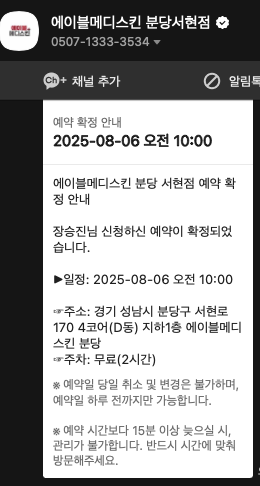 에이블메디스킨 분당서현점
0507-1333-3534
Ch+ 채널 추가
알림톡
예약 확정 안내
2025-08-06 오전 10:00
에이블메디스킨 분당 서현점 예약 확
정 안내
장승진님 신청하신 예약이 확정되었
습니다.
▶일정: 2025-08-06 오전 10:00
☞주소: 경기 성남시 분당구 서현로
170 4코어(D동) 지하1층 에이블메디
스킨 분당
☞주차: 무료(2시간)
※ 예약일 당일 취소 및 변경은 불가하며,
예약일 하루 전까지만 가능합니다.
※ 예약 시간보다 15분 이상 늦으실 시,
관리가 불가합니다. 반드시 시간에 맞춰
방문해주세요.